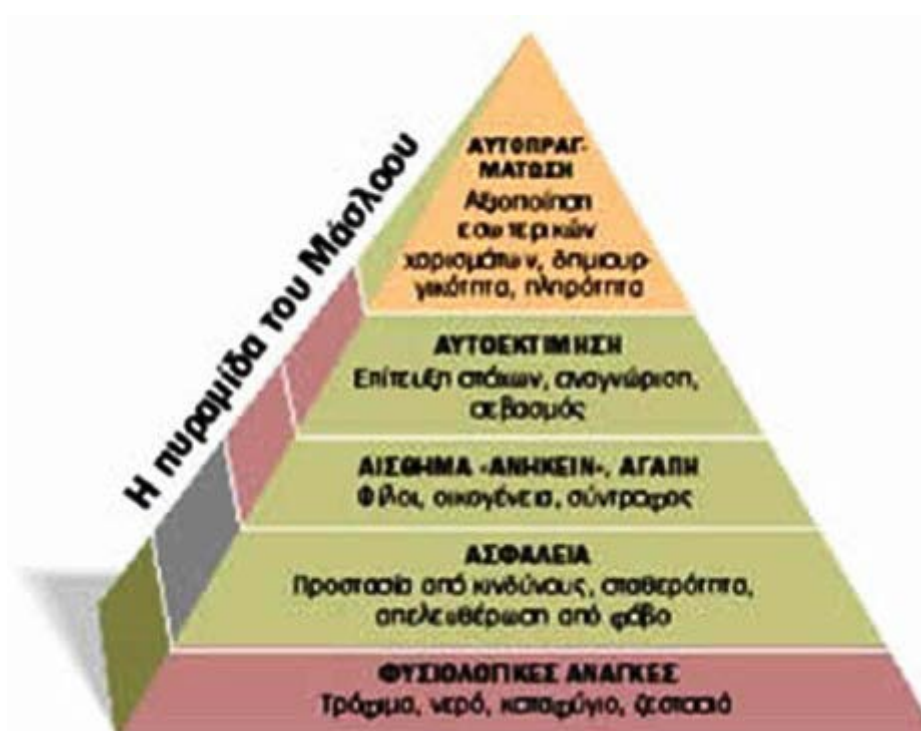 Η πυραμίδα του Μάσλοου
ΑΥΤΟΠΡΑΓ-
ΜΑΤΩΣΗ
Αξιοποίηση
εσωτερικών
χαρισμάτων, δημιουρ-
γικότητα, πληρότητα
ΑΥΤΟΕΚΤΙΜΗΣΗ
Επίτευξη στόχων, αναγνώριση,
σεβασμός
ΑΙΣΘΗΜΑ «ΑΝΗΚΕΙΝ», ΑΓΑΠΗ
Φίλοι, οικογένεια, σύντροφος
ΑΣΦΑΛΕΙΑ
Προστασία από κινδύνους, σταθερότητα,
απελευθέρωση από φόβο
ΦΥΣΙΟΛΟΓΙΚΕΣ ΑΝΑΓΚΕΣ
Τρόφιμα, νερό, καταφύγιο, ζεστασιά